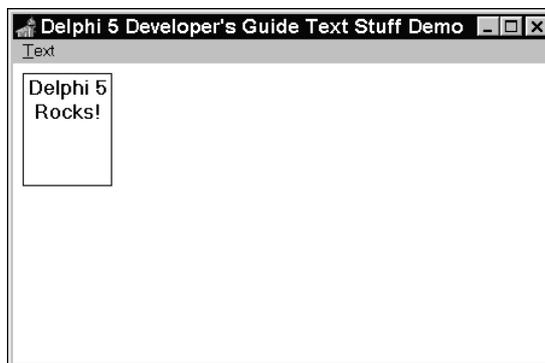 Delphi 5 Developer's Guide Text Stuff Demo
Text
Delphi 5
Rocks!